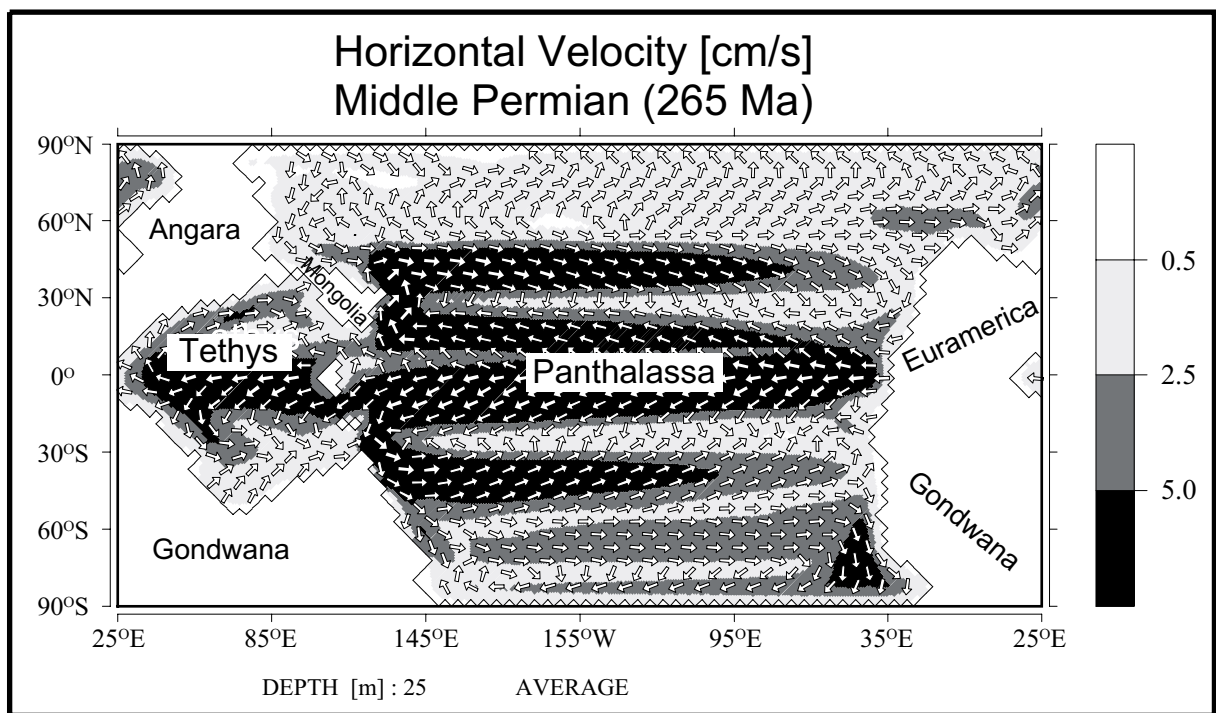 Horizontal Velocity [cm/s]
Middle Permian (265 Ma)
90°N
60°N
30°N
0°
30°S
60°S
90°S
Angara
Mongolia
Tethys
Panthalassa
Euramerica
Gondwana
Gondwana
0.5
2.5
5.0
25°E 85°E 145°E 155°W 95°E 35°E 25°E
DEPTH [m] : 25 AVERAGE